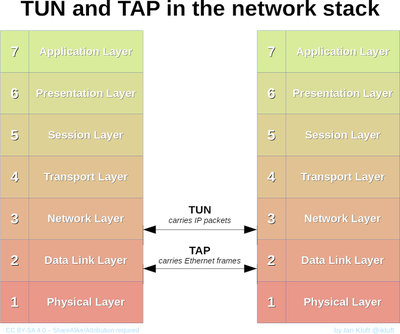 TUN and TAP in the network stack
7 Application Layer
7 Application Layer
6 Presentation Layer
6 Presentation Layer
5 Session Layer
5 Session Layer
4 Transport Layer
4 Transport Layer
TUN
carries IP packets
3 Network Layer
3 Network Layer
TAP
carries Ethernet frames
2 Data Link Layer
2 Data Link Layer
1 Physical Layer
1 Physical Layer
CC BY-SA 4.0 - ShareAlike/Attribution required
by Ian Kluft @ikluft